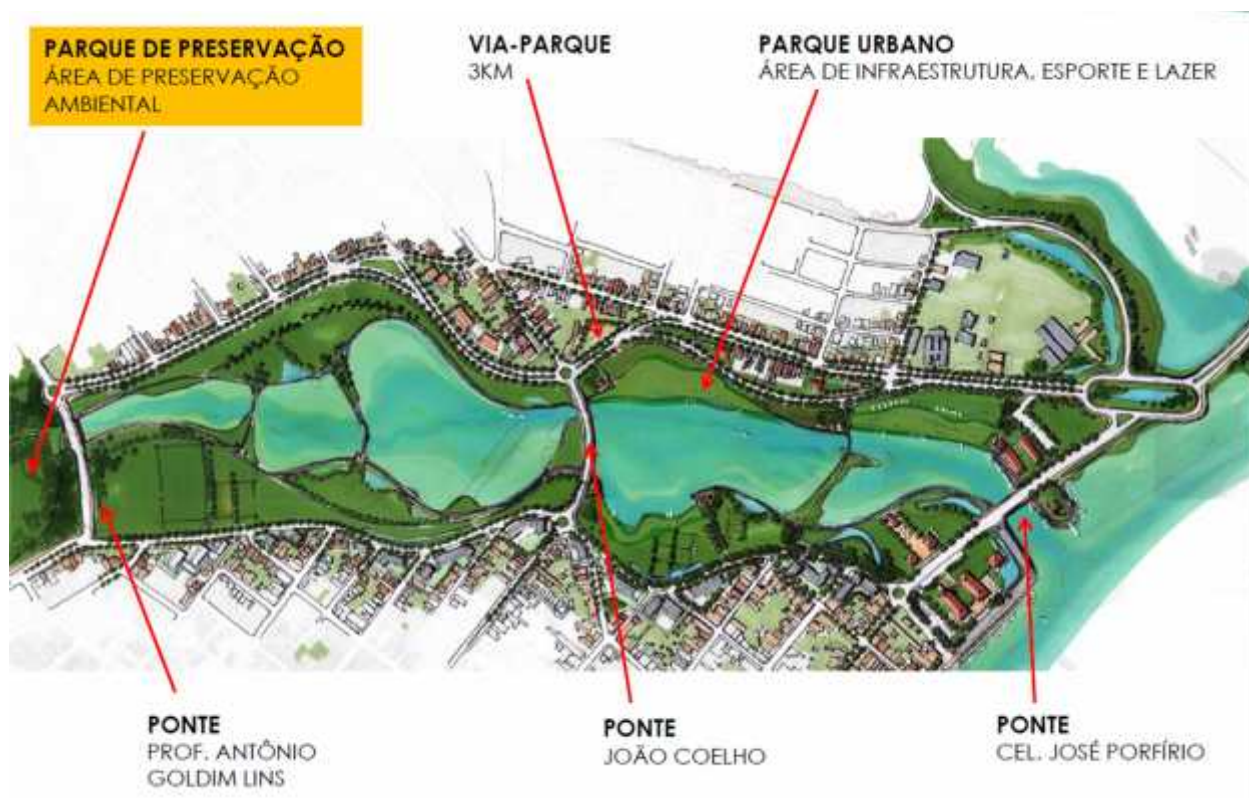 PARQUE DE PRESERVAÇÃO
ÁREA DE PRESERVAÇÃO
AMBIENTAL
VIA-PARQUE
3KM
PARQUE URBANO
ÁREA DE INFRAESTRUTURA, ESPORTE E LAZER
PONTE
PROF. ANTÔNIO
GOLDIM LINS
PONTE
JOÃO COELHO
PONTE
CEL. JOSÉ PORFÍRIO